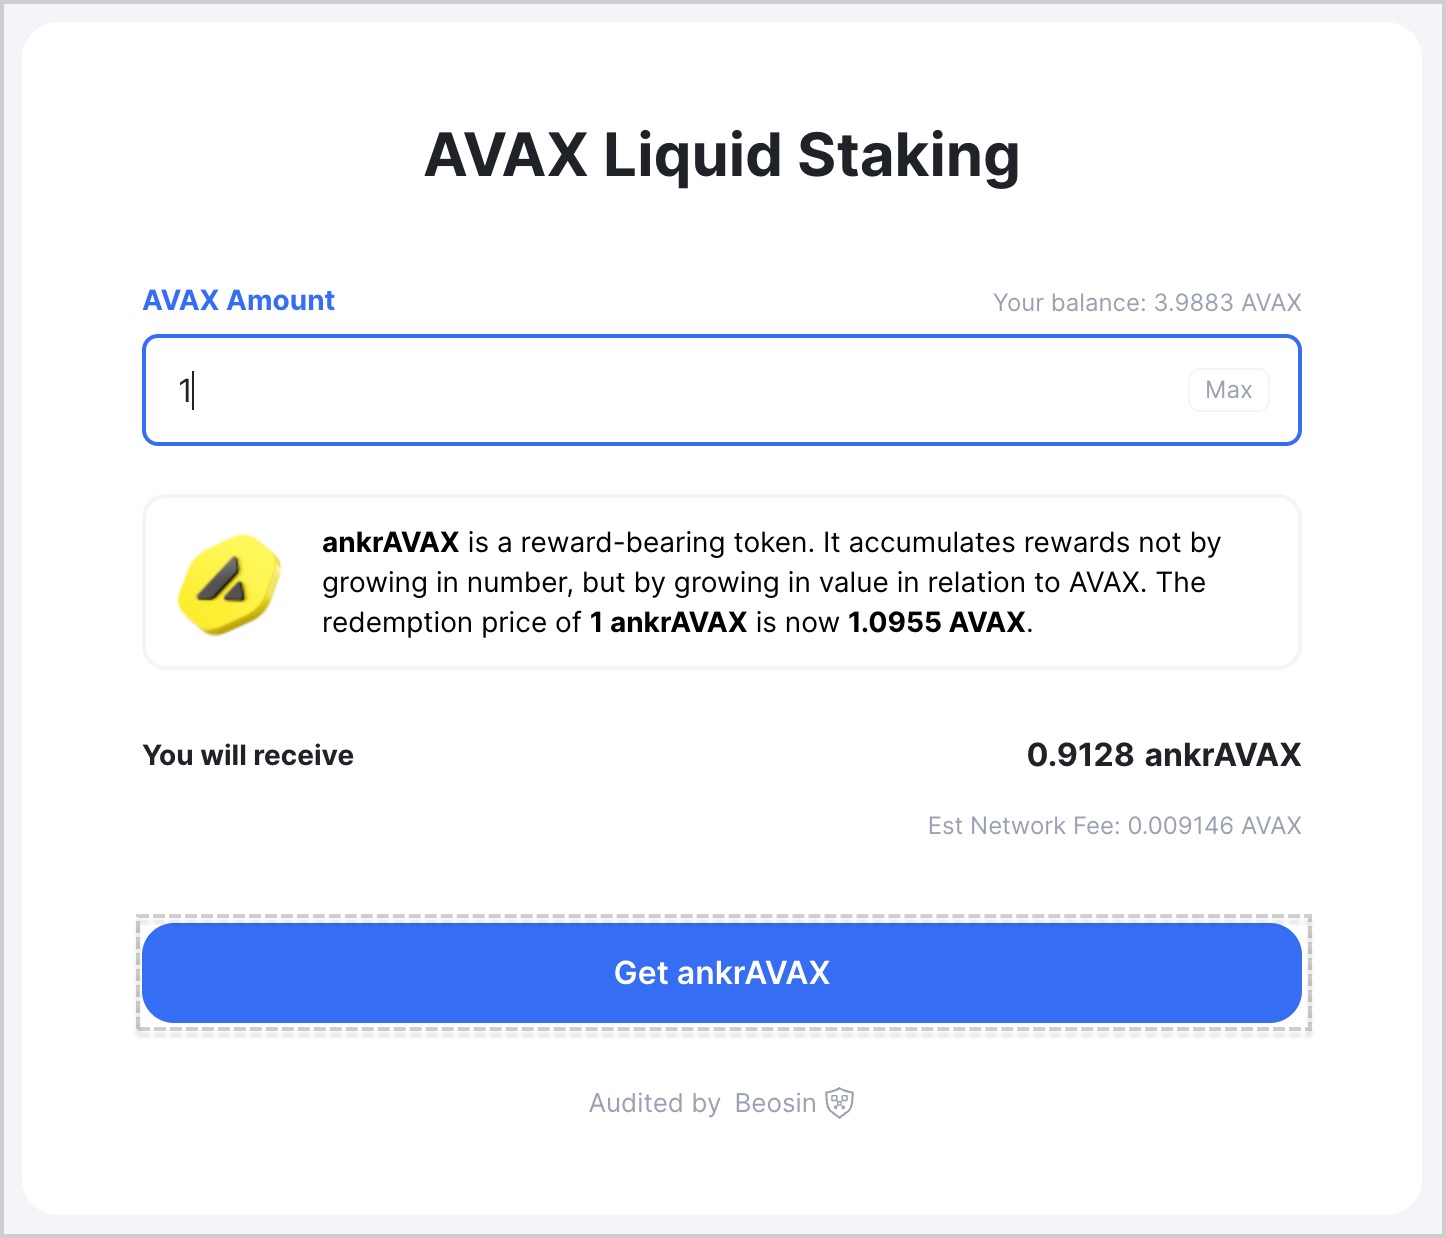 AVAX Liquid Staking
AVAX Amount
Your balance: 3.9883 AVAX
1
Max
ankrAVAX is a reward-bearing token. It accumulates rewards not by
growing in number, but by growing in value in relation to AVAX. The
redemption price of 1 ankrAVAX is now 1.0955 AVAX.
You will receive
0.9128 ankrAVAX
Est Network Fee: 0.009146 AVAX
Get ankrAVAX
Audited by Beosin